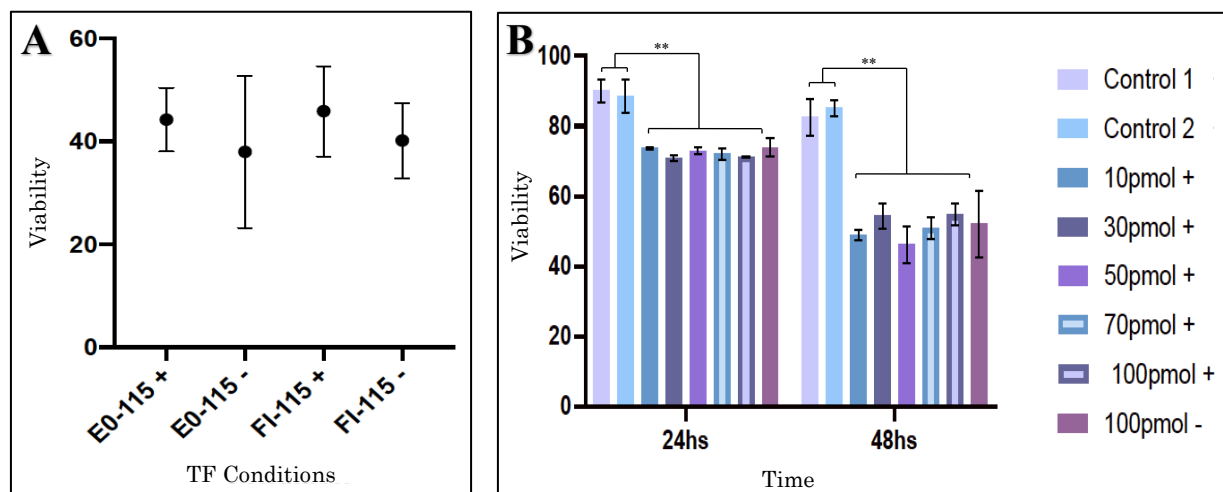 A
60
40
20
0
Viability
E0-115 +
E0-115 -
FI-115 +
FI-115 -
TF Conditions
B
**
**
100
80
60
40
20
0
Viability
24hs
48hs
Time
Control 1
Control 2
10pmol +
30pmol +
50pmol +
70pmol +
100pmol +
100pmol -